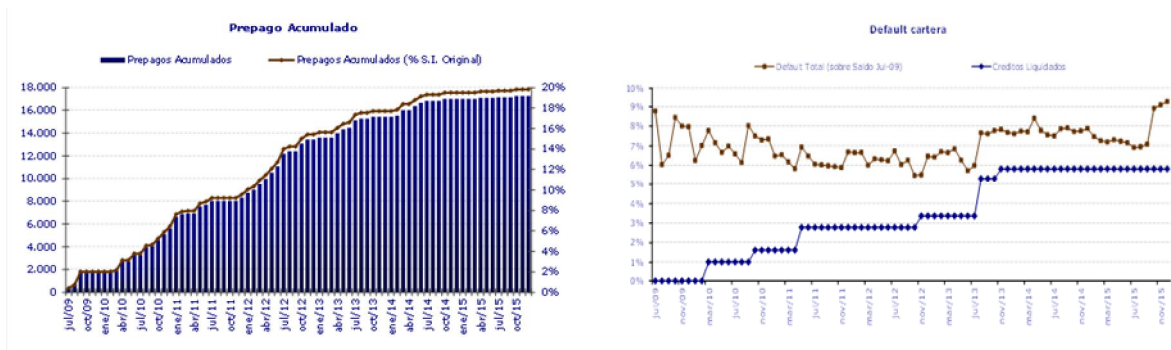 Prepago Acumulado
Prepagos Acumulados
Prepagos Acumulados (% S.I. Original)
18.000
16.000
14.000
12.000
10.000
8.000
6.000
4.000
2.000
0
20%
18%
16%
14%
12%
10%
8%
6%
4%
2%
0%
jul/09
oct/09
ene/10
abr/10
jul/10
oct/10
ene/11
abr/11
jul/11
oct/11
ene/12
abr/12
jul/12
oct/12
ene/13
abr/13
jul/13
oct/13
ene/14
abr/14
jul/14
oct/14
ene/15
abr/15
jul/15
oct/15
Default cartera
Default Total (sobre Saldo Jul-09)
Creditos Liquidados
10%
9%
8%
7%
6%
5%
4%
3%
2%
1%
0%
jul/09
nov/09
mar/10
jul/10
nov/10
mar/11
jul/11
nov/11
mar/12
jul/12
nov/12
mar/13
jul/13
nov/13
mar/14
jul/14
nov/14
mar/15
jul/15
nov/15